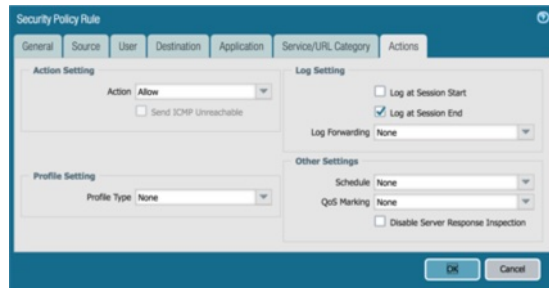 Security Policy Rule
General Source User Destination Application Service/URL Category Actions
Action Setting
Action Allow
Send ICMP Unreachable
Profile Setting
Profile Type None
Log Setting
Log at Session Start
Log at Session End
Log Forwarding None
Other Settings
Schedule None
QoS Marking None
Disable Server Response Inspection
OK Cancel